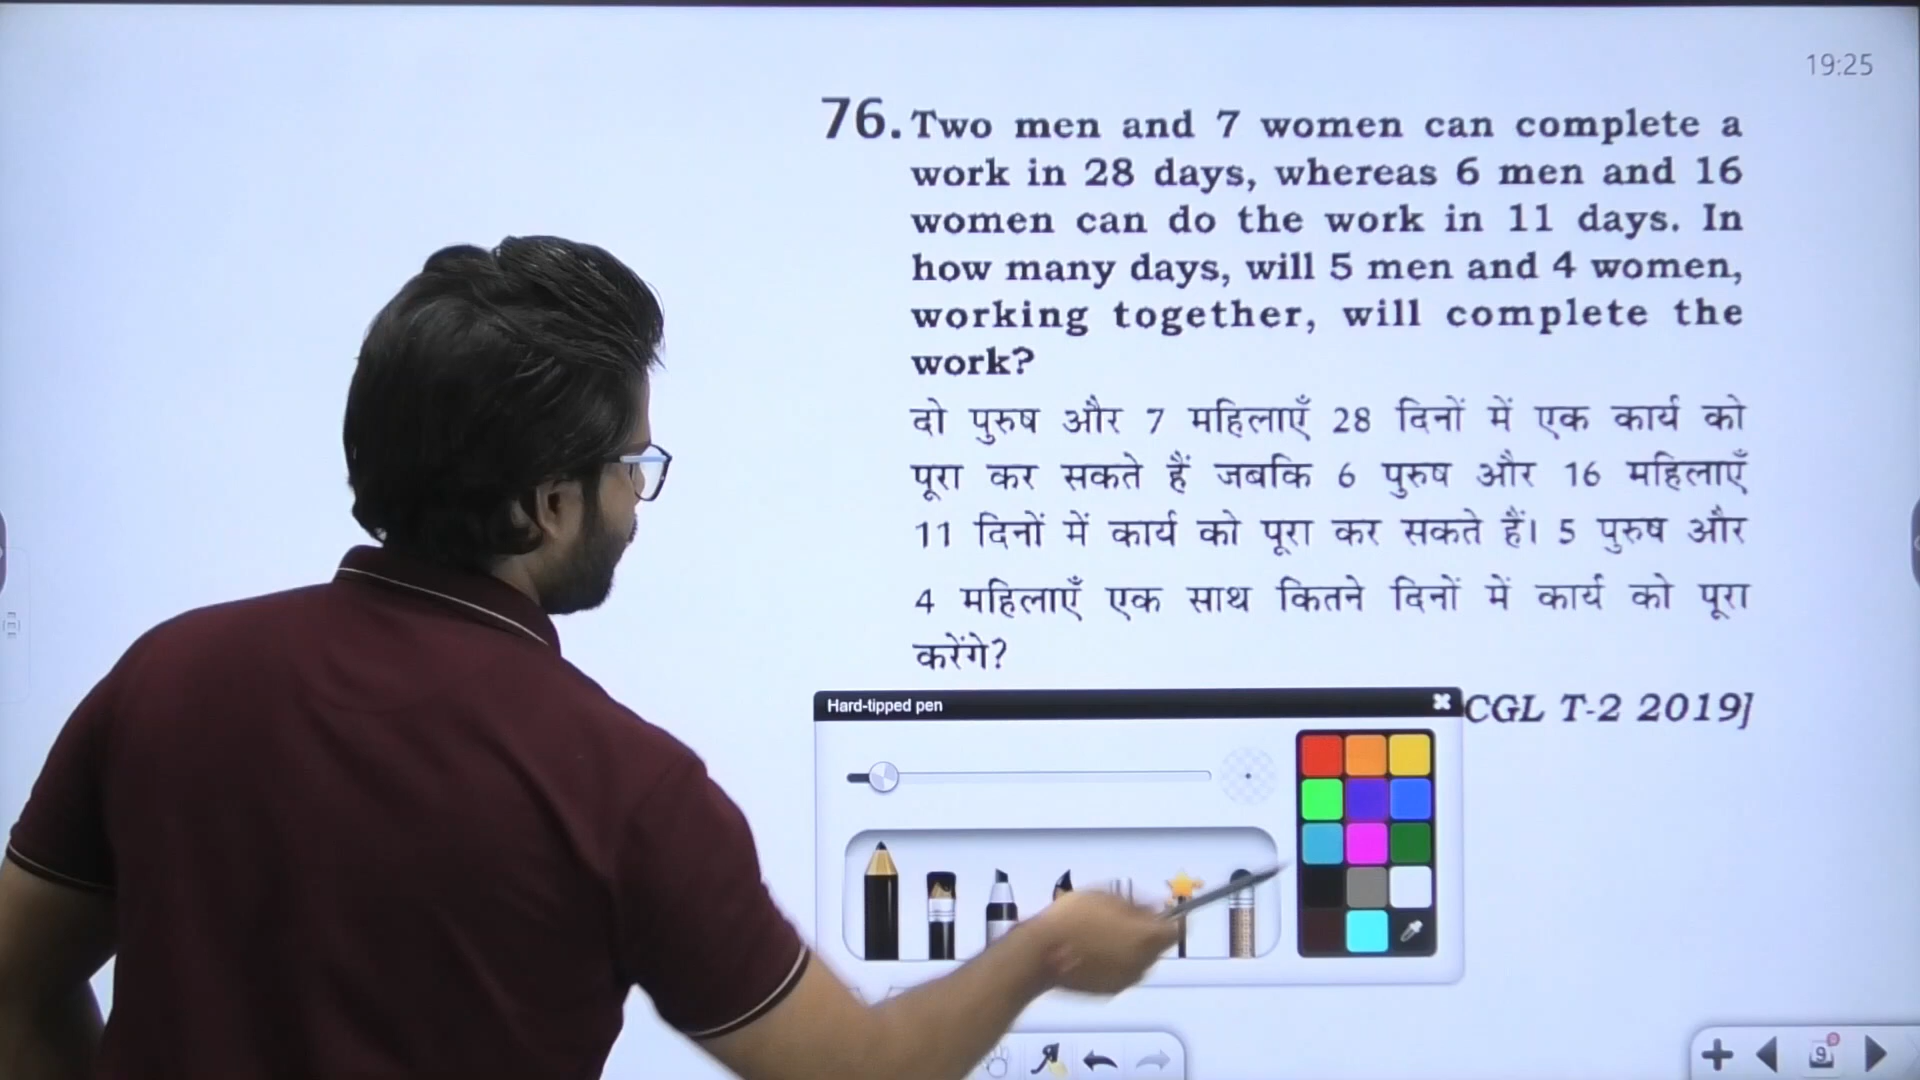 19:25
76. Two men and 7 women can complete a
work in 28 days, whereas 6 men and 16
women can do the work in 11 days. In
how many days, will 5 men and 4 women,
working together, will complete the
work?
दो पुरुष और 7 महिलाएँ 28 दिनों में एक कार्य को
पूरा कर सकते हैं जबकि 6 पुरुष और 16 महिलाएँ
11 दिनों में कार्य को पूरा कर सकते हैं। 5 पुरुष और
4 महिलाएँ एक साथ कितने दिनों में कार्य को पूरा
करेंगे?
CGL T-2 2019]
Hard-tipped pen
9